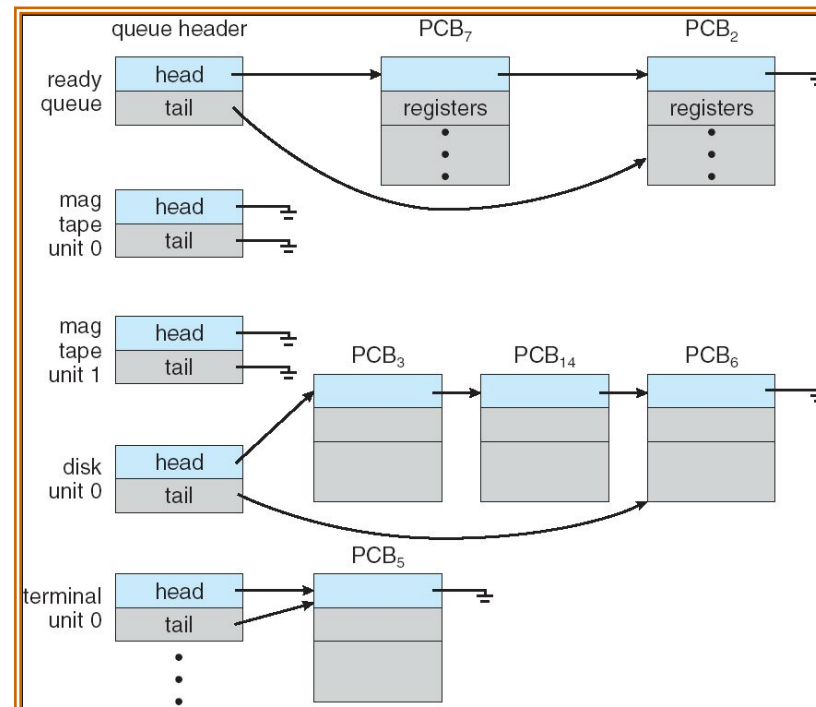 queue header
PCB₇
PCB₂
ready
queue
head
tail
registers
registers
mag
tape
unit 0
head
tail
mag
tape
unit 1
head
tail
PCB₃
PCB₁₄
PCB₆
disk
unit 0
head
tail
PCB₅
terminal
unit 0
head
tail